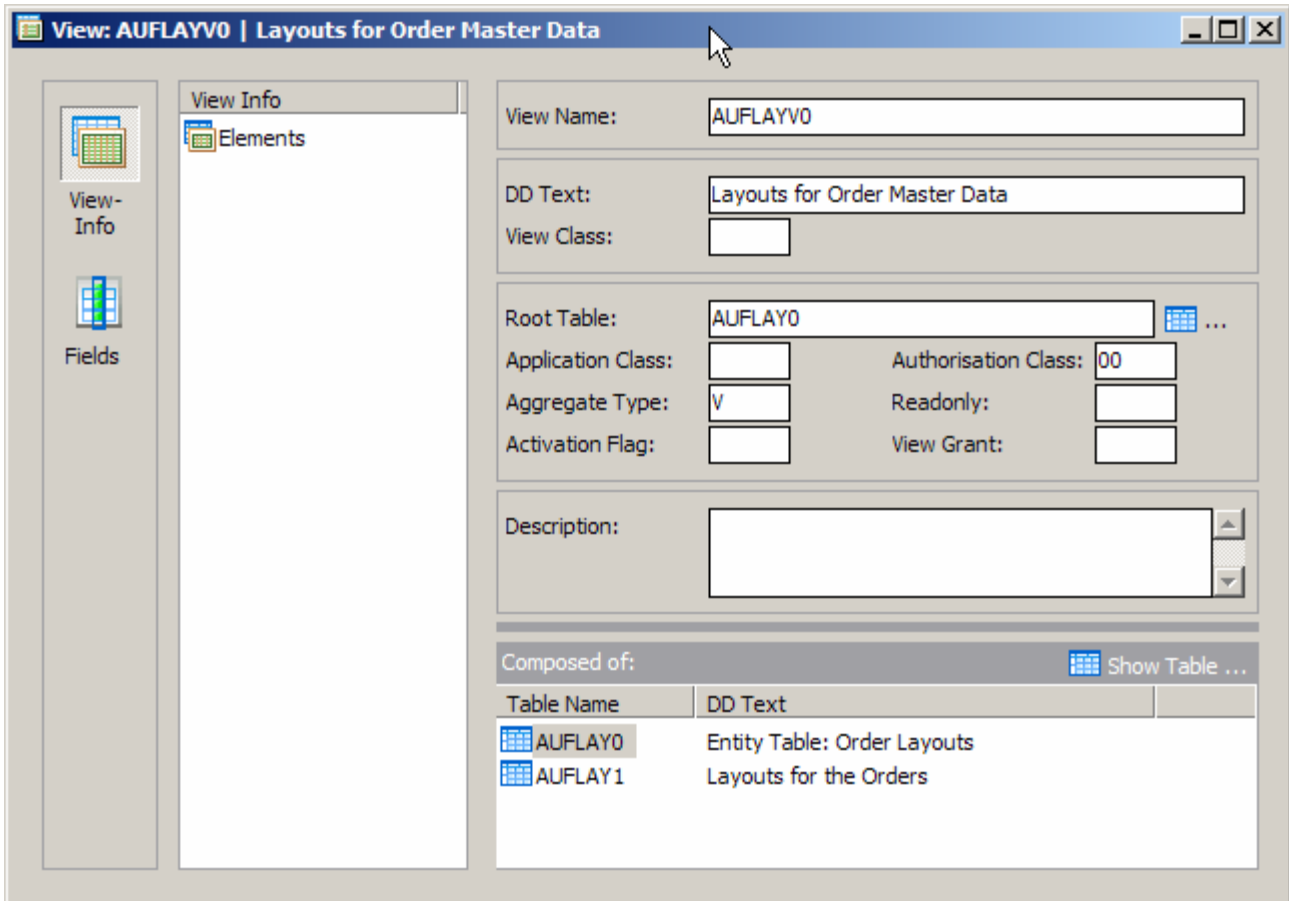 View: AUFLAYV0 | Layouts for Order Master Data
View-
Info
Fields
View Info
Elements
View Name: AUFLAYV0
DD Text: Layouts for Order Master Data
View Class:
Root Table: AUFLAY0 ...
Application Class: Authorisation Class: 00
Aggregate Type: V Readonly:
Activation Flag: View Grant:
Description:
Composed of: Show Table ...
Table Name DD Text
AUFLAY0 Entity Table: Order Layouts
AUFLAY1 Layouts for the Orders